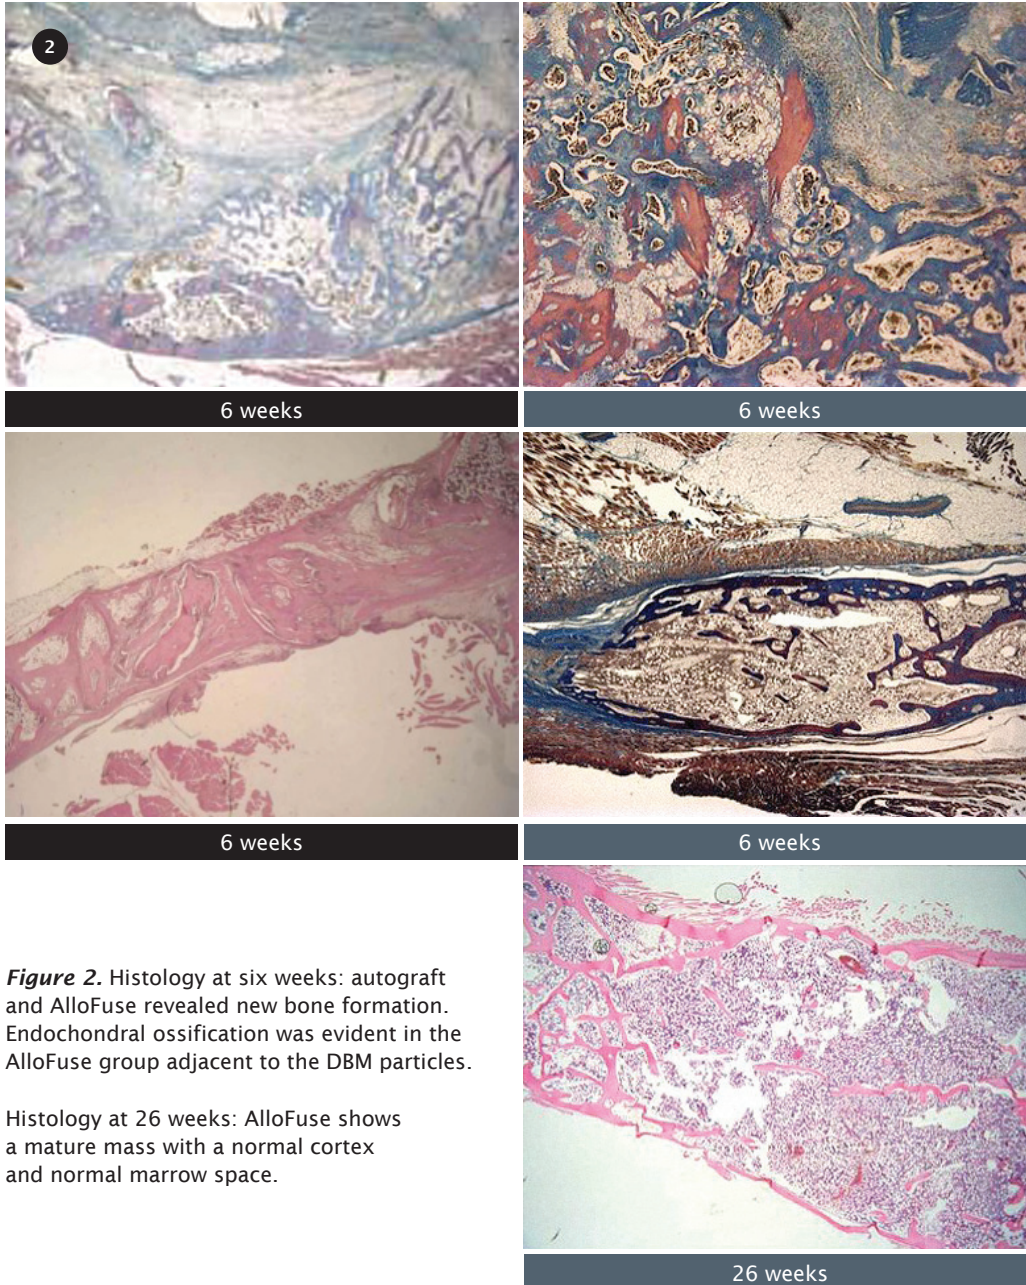 2
6 weeks
6 weeks
6 weeks
6 weeks
Figure 2. Histology at six weeks: autograft
and AlloFuse revealed new bone formation.
Endochondral ossification was evident in the
AlloFuse group adjacent to the DBM particles.
Histology at 26 weeks: AlloFuse shows
a mature mass with a normal cortex
and normal marrow space.
26 weeks